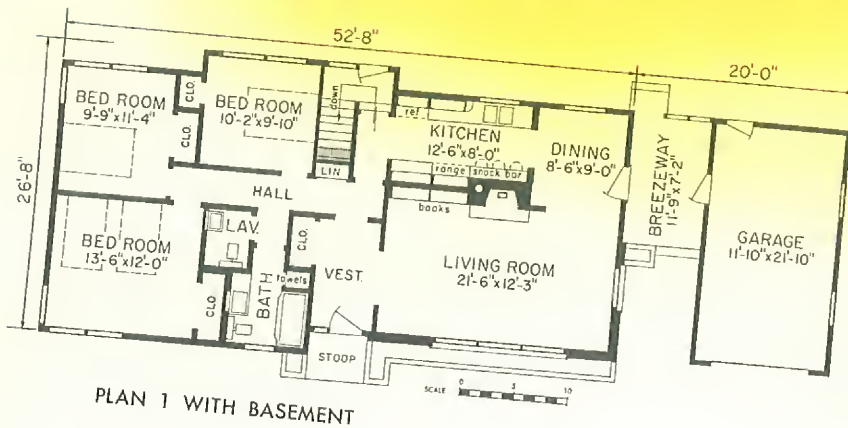 52'-8"
20'-0"
26'-8"
BED ROOM
9'-9"x11'-4"
CLO.
CLO.
BED ROOM
10'-2"x9'-10"
down
ref
KITCHEN
12'-6"x8'-0"
DINING
8'-6"x9'-0"
BREEZEWAY
11'-9"x7'-2"
GARAGE
11'-10"x21'-10"
LIN
range
snack bar
books
HALL
BED ROOM
13'-6"x12'-0"
LAV.
CLO.
CLO.
BATH
towels
VEST.
LIVING ROOM
21'-6"x12'-3"
STOOP
SCALE
0 5 10
PLAN 1 WITH BASEMENT